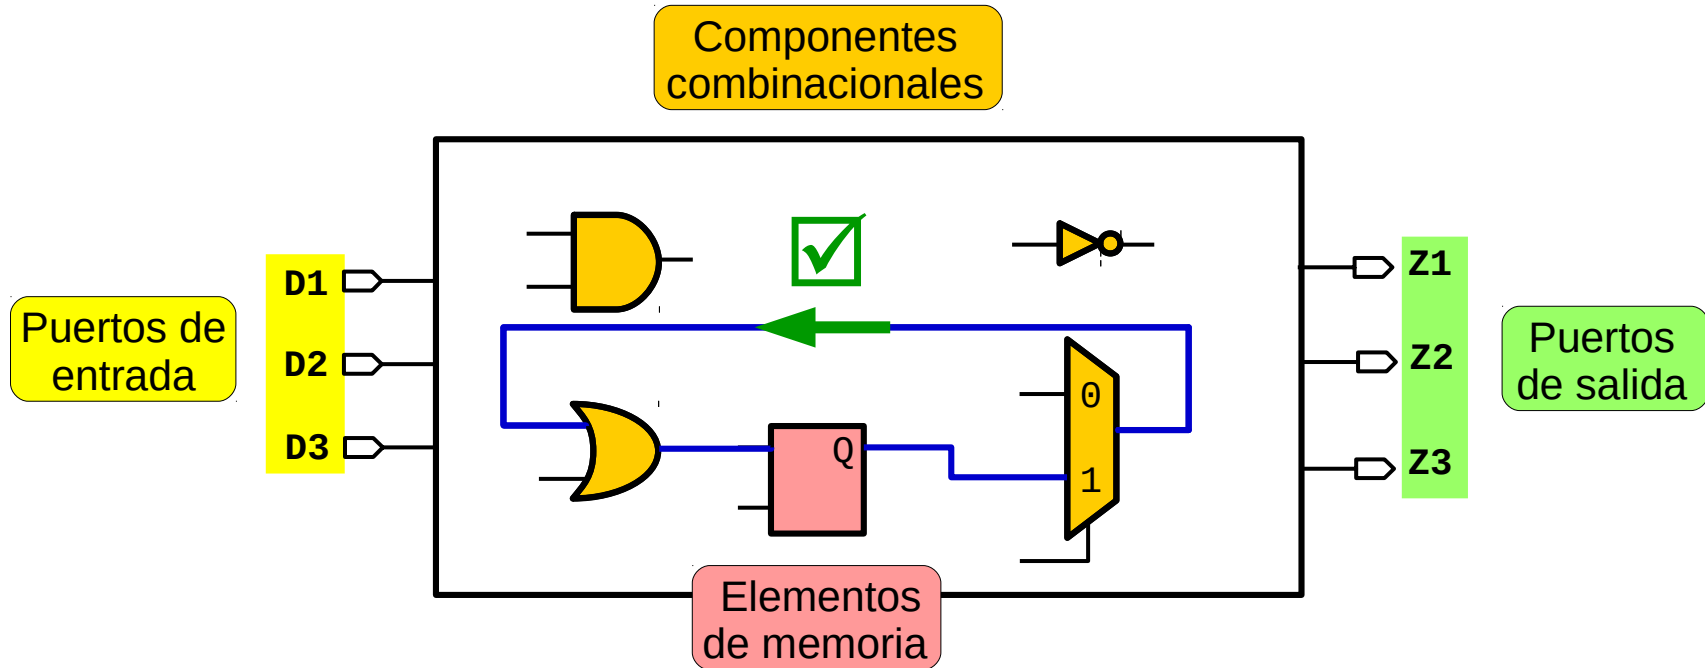 Componentes
combinacionales
Puertos de
entrada
D1
D2
D3
Q
0
1
Z1
Z2
Z3
Puertos
de salida
Elementos
de memoria